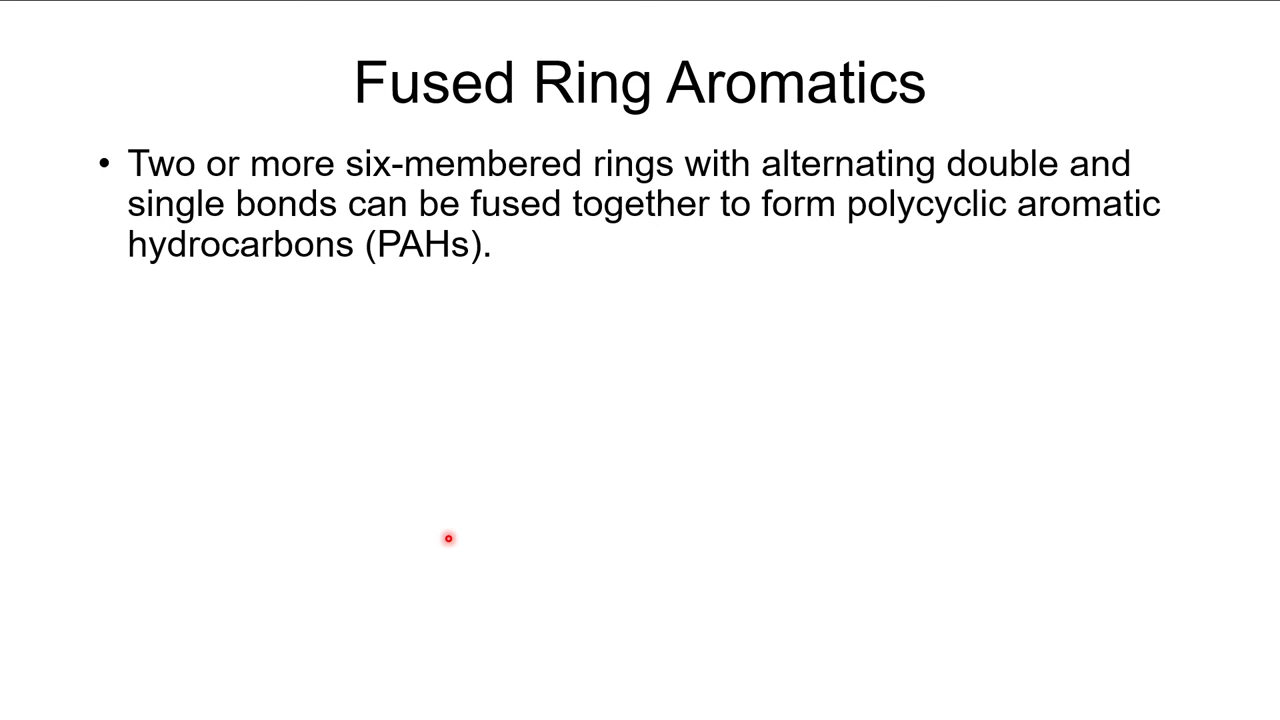 Fused Ring Aromatics
• Two or more six-membered rings with alternating double and
single bonds can be fused together to form polycyclic aromatic
hydrocarbons (PAHs).